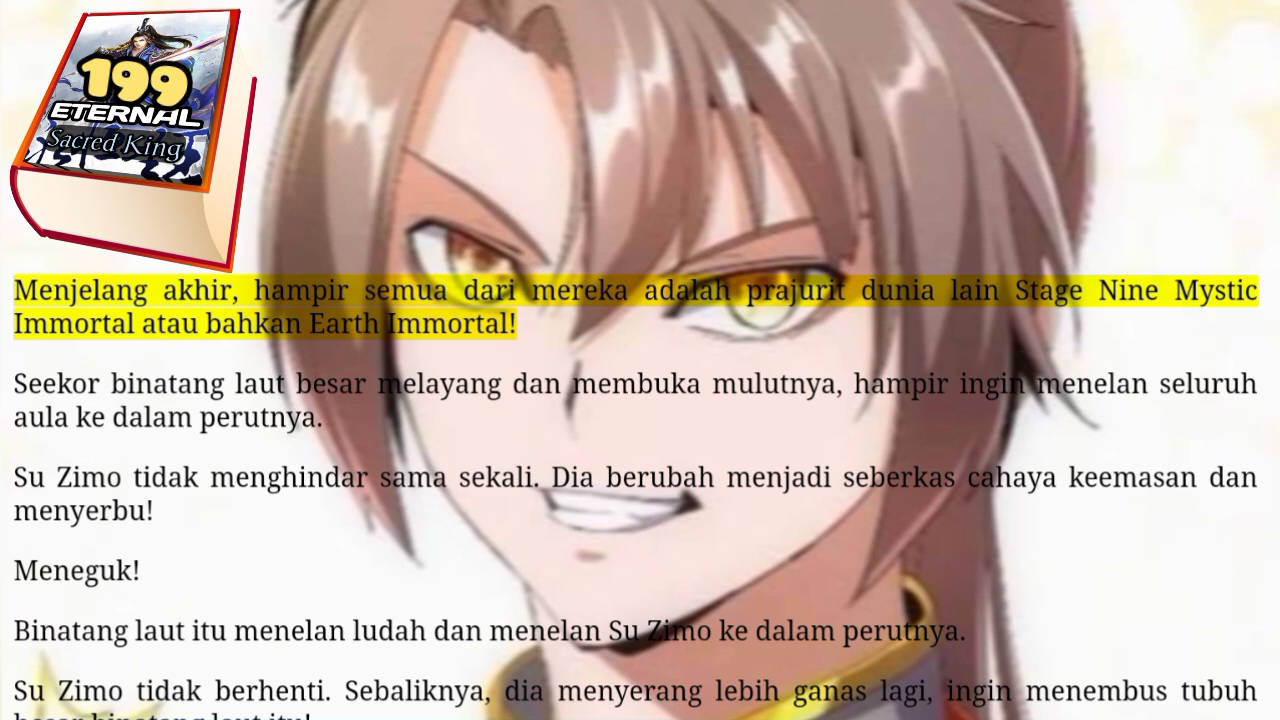 199
ETERNAL
Sacred King
Menjelang akhir, hampir semua dari mereka adalah prajurit dunia lain Stage Nine Mystic
Immortal atau bahkan Earth Immortal!
Seekor binatang laut besar melayang dan membuka mulutnya, hampir ingin menelan seluruh
aula ke dalam perutnya.
Su Zimo tidak menghindar sama sekali. Dia berubah menjadi seberkas cahaya keemasan dan
menyerbu!
Meneguk!
Binatang laut itu menelan ludah dan menelan Su Zimo ke dalam perutnya.
Su Zimo tidak berhenti. Sebaliknya, dia menyerang lebih ganas lagi, ingin menembus tubuh
besar binatang laut itu!